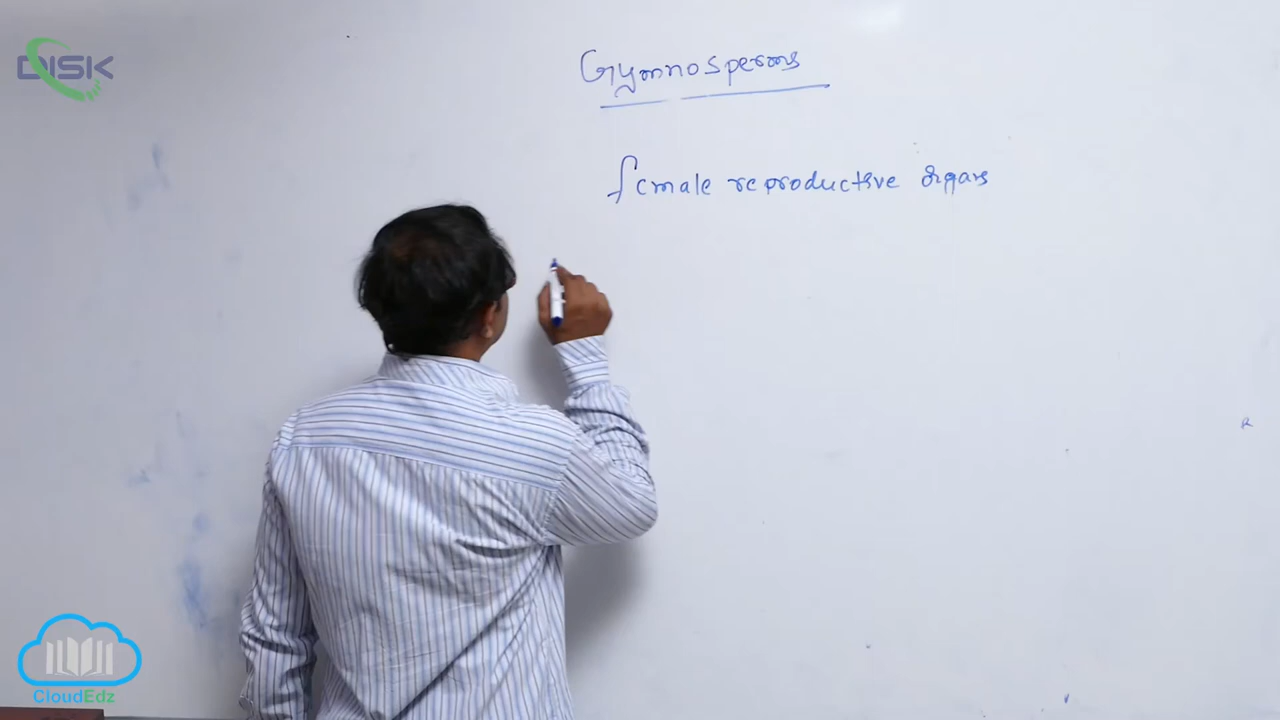 DISK
Gymnosperms
female reproductive organs
R
CloudEdz